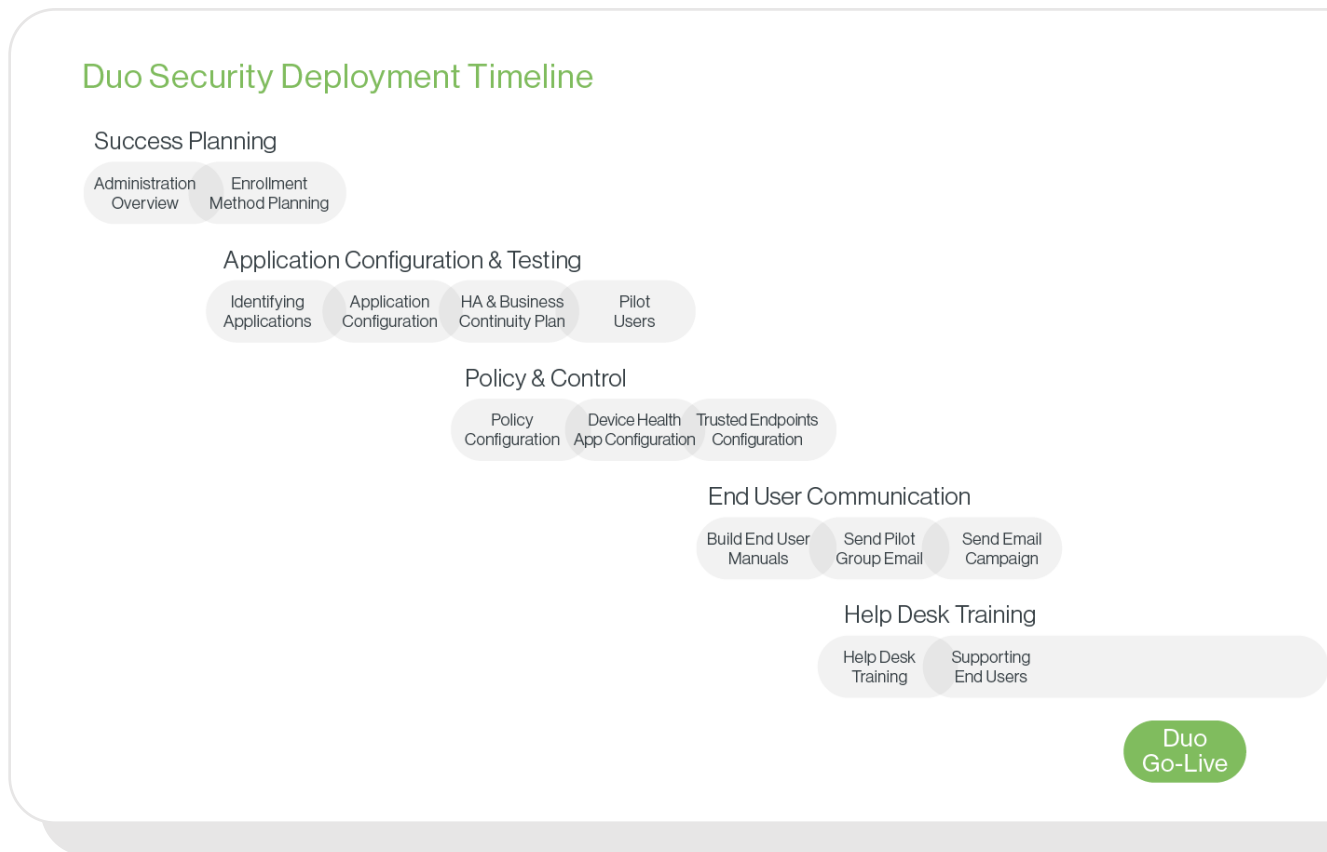 Duo Security Deployment Timeline
Success Planning
Administration
Overview
Enrollment
Method Planning
Application Configuration & Testing
Identifying
Applications
Application
Configuration
HA & Business
Continuity Plan
Pilot
Users
Policy & Control
Policy
Configuration
Device Health
App Configuration
Trusted Endpoints
Configuration
End User Communication
Build End User
Manuals
Send Pilot
Group Email
Send Email
Campaign
Help Desk Training
Help Desk
Training
Supporting
End Users
Duo
Go-Live